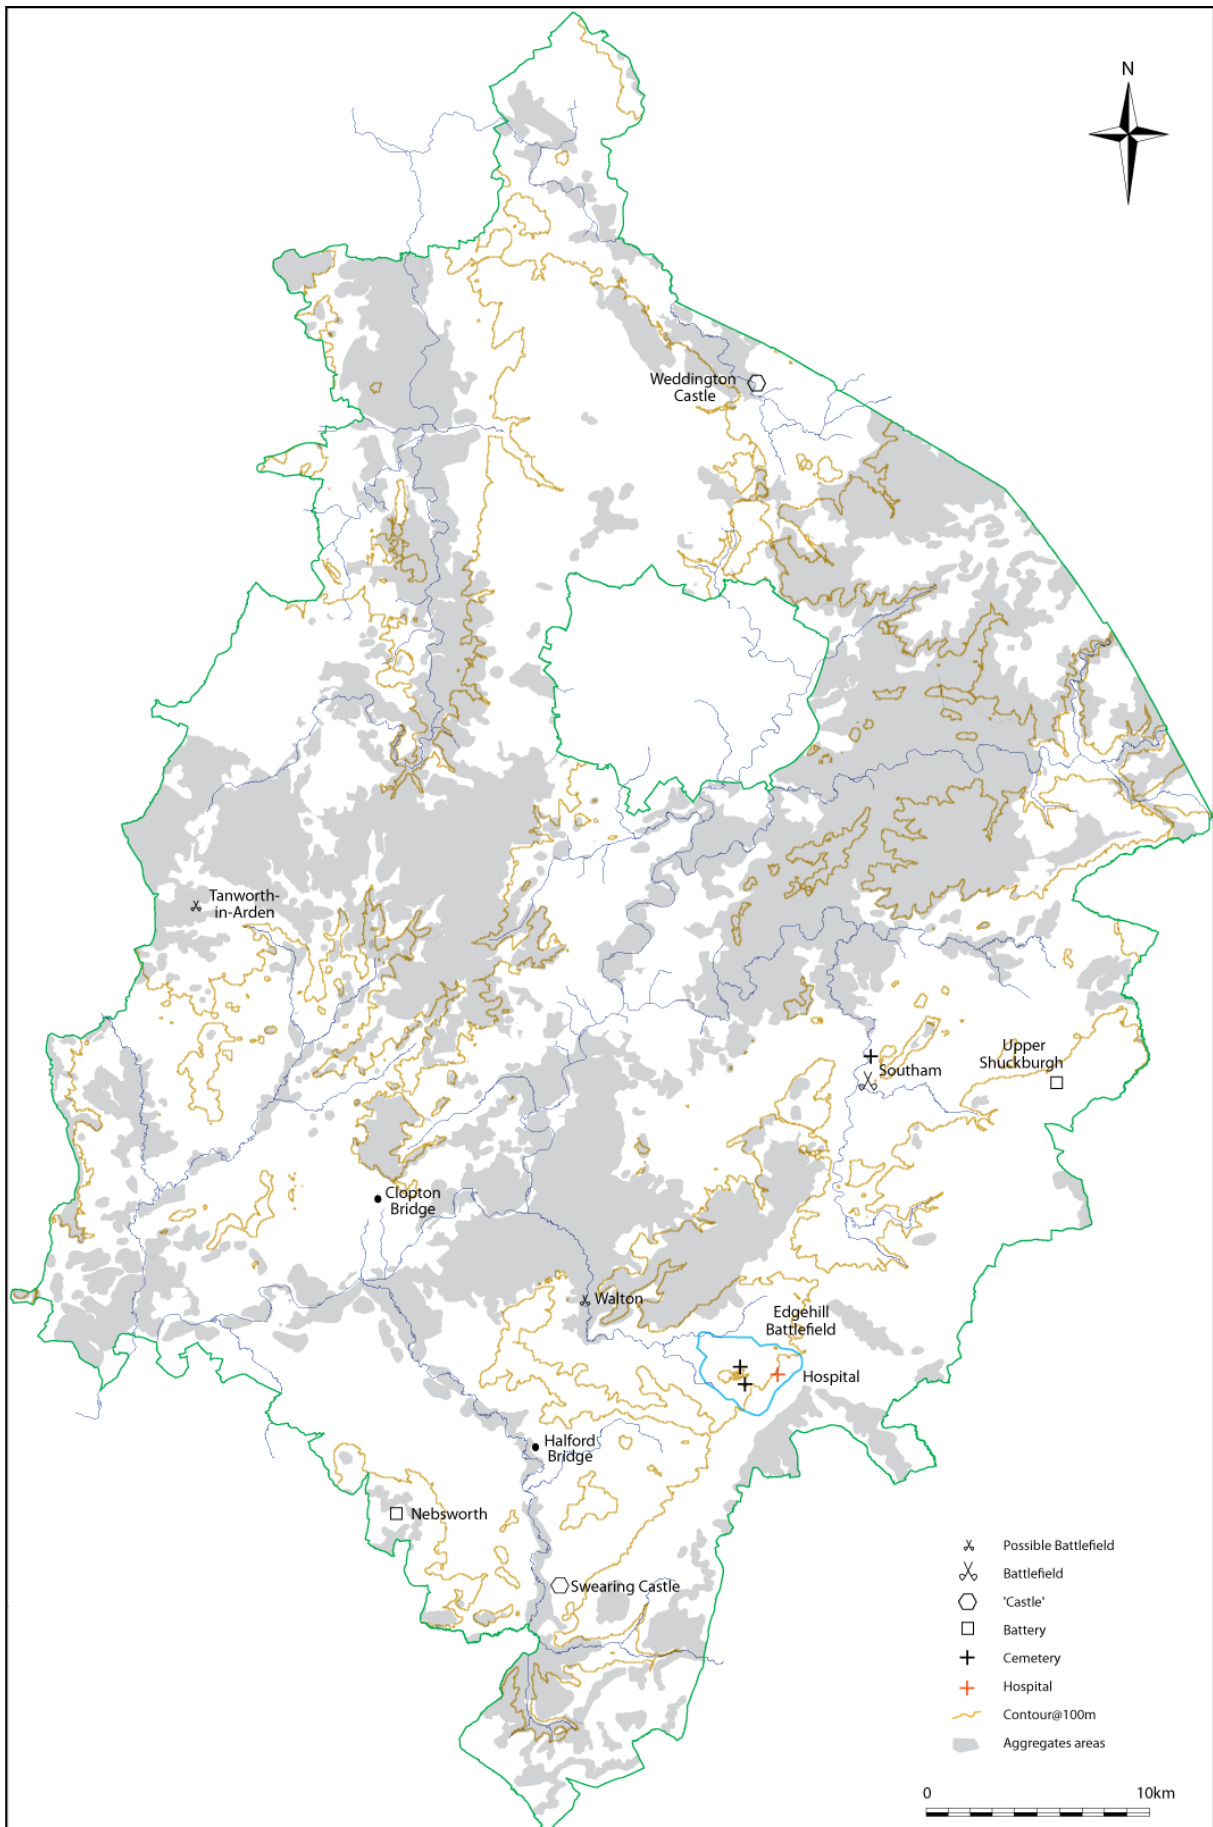 N
Weddington
Castle
Tanworth-
in-Arden
Upper
Shuckburgh
Southam
Clopton
Bridge
Walton
Edgehill
Battlefield
Hospital
Halford
Bridge
Nebsworth
Swearing Castle
Possible Battlefield
Battlefield
'Castle'
Battery
Cemetery
Hospital
Contour@100m
Aggregates areas
0 10km